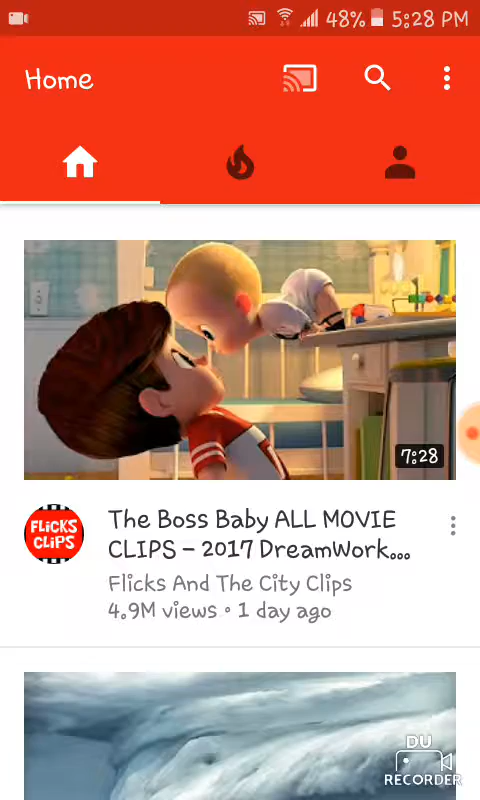 48% 5:28 PM
Home
7:28
FLICKS
CLIPS
The Boss Baby ALL MOVIE
CLIPS - 2017 DreamWork...
Flicks And The City Clips
4.9M views • 1 day ago
DU
RECORDER